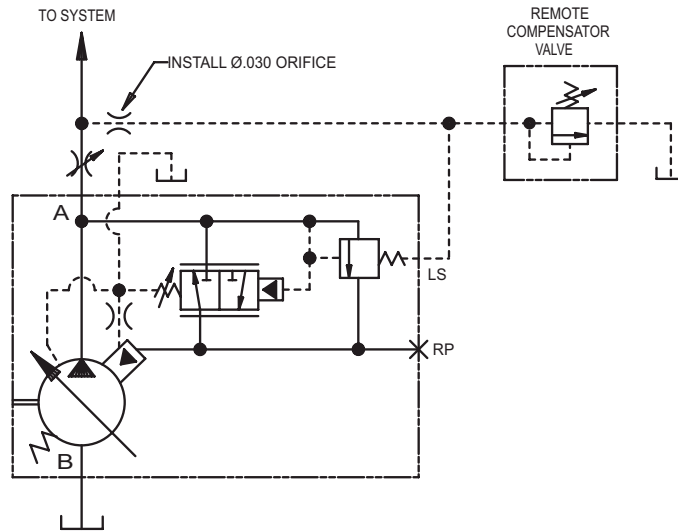 TO SYSTEM
REMOTE
COMPENSATOR
VALVE
INSTALL Ø.030 ORIFICE
A
LS
RP
B